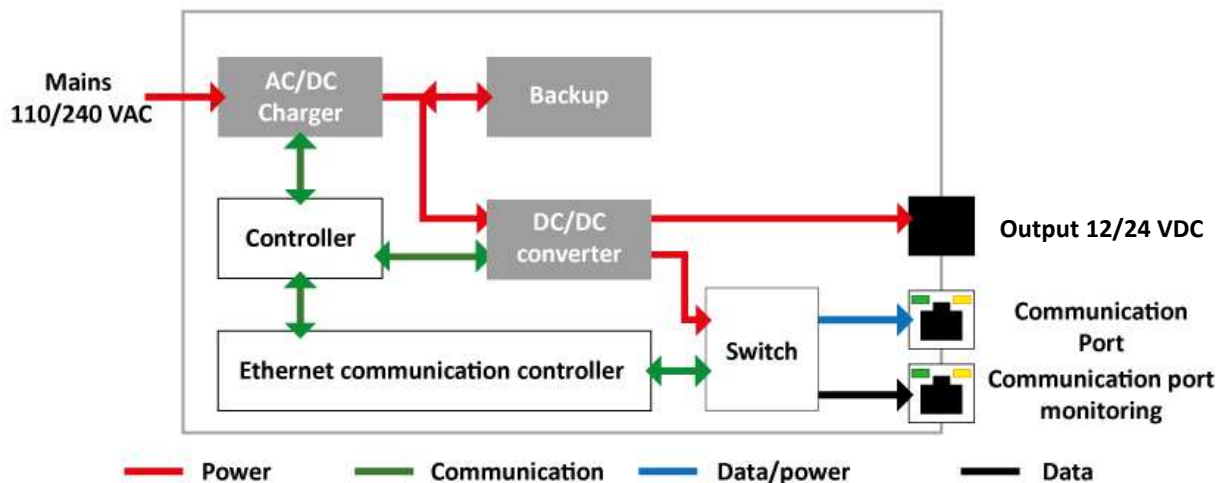 Mains
110/240 VAC
AC/DC
Charger
Backup
Controller
DC/DC
converter
Output 12/24 VDC
Ethernet communication controller
Switch
Communication
Port
Communication port
monitoring
Power
Communication
Data/power
Data